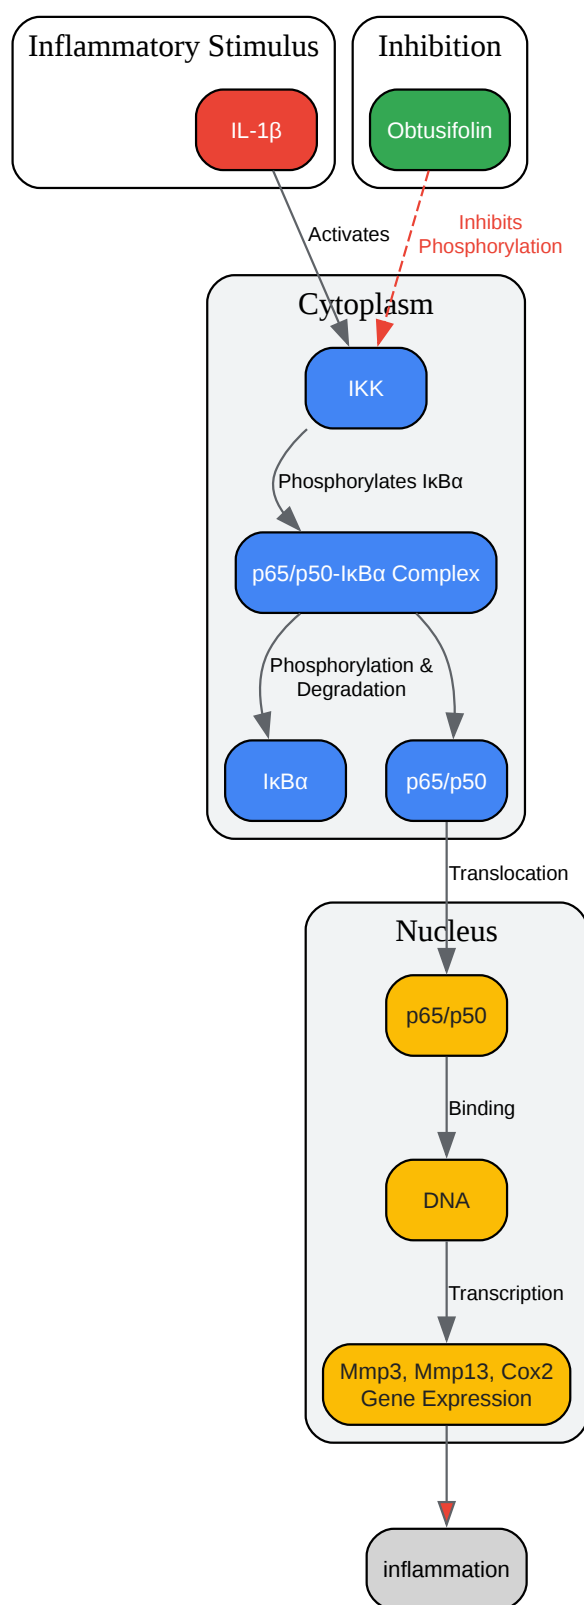 Inflammatory Stimulus
Inhibition
IL-1β
Obtusifolin
Activates
Inhibits
Phosphorylation
Cytoplasm
IKK
Phosphorylates IκBα
p65/p50-IκBα Complex
Phosphorylation &
Degradation
IκBα
p65/p50
Translocation
Nucleus
p65/p50
Binding
DNA
Transcription
Mmp3, Mmp13, Cox2
Gene Expression
inflammation